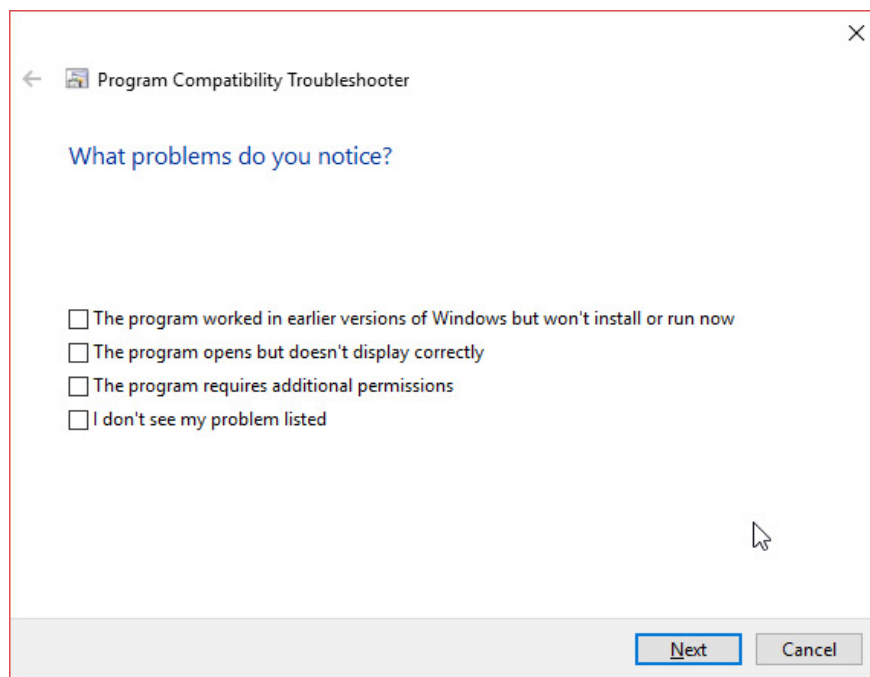 Program Compatibility Troubleshooter
What problems do you notice?
The program worked in earlier versions of Windows but won't install or run now
The program opens but doesn't display correctly
The program requires additional permissions
I don't see my problem listed
Next
Cancel